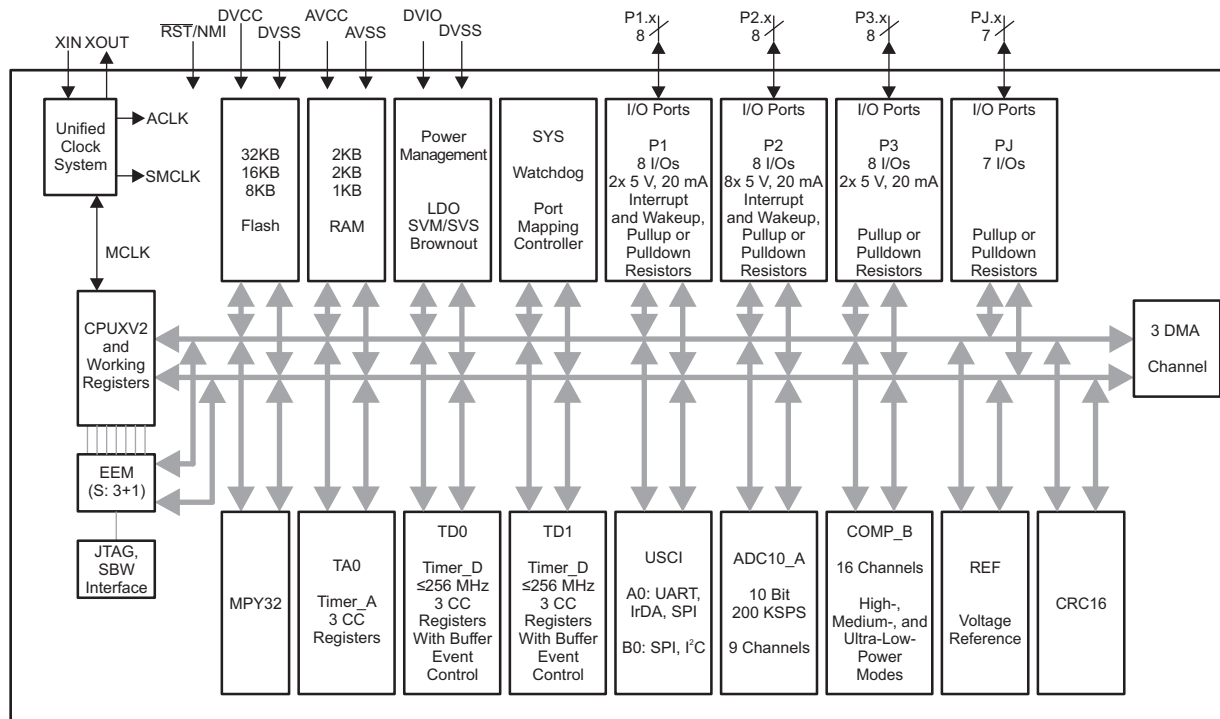 XIN XOUT
RST/NMI
DVCC
DVSS
AVCC
AVSS
DVIO
DVSS
P1.x
8
P2.x
8
P3.x
8
PJ.x
7
Unified
Clock
System
ACLK
SMCLK
MCLK
32KB
16KB
8KB
Flash
2KB
2KB
1KB
RAM
Power
Management
LDO
SVM/SVS
Brownout
SYS
Watchdog
Port
Mapping
Controller
I/O Ports
P1
8 I/Os
2x 5 V, 20 mA
Interrupt
and Wakeup,
Pullup or
Pulldown
Resistors
I/O Ports
P2
8 I/Os
8x 5 V, 20 mA
Interrupt
and Wakeup,
Pullup or
Pulldown
Resistors
I/O Ports
P3
8 I/Os
2x 5 V, 20 mA
Pullup or
Pulldown
Resistors
I/O Ports
PJ
7 I/Os
Pullup or
Pulldown
Resistors
CPUXV2
and
Working
Registers
3 DMA
Channel
EEM
(S: 3+1)
JTAG,
SBW
Interface
MPY32
TA0
Timer_A
3 CC
Registers
TD0
Timer_D
≤256 MHz
3 CC
Registers
With Buffer
Event
Control
TD1
Timer_D
≤256 MHz
3 CC
Registers
With Buffer
Event
Control
USCI
A0: UART,
IrDA, SPI
B0: SPI, I²C
ADC10_A
10 Bit
200 KSPS
9 Channels
COMP_B
16 Channels
High-,
Medium-, and
Ultra-Low-
Power
Modes
REF
Voltage
Reference
CRC16